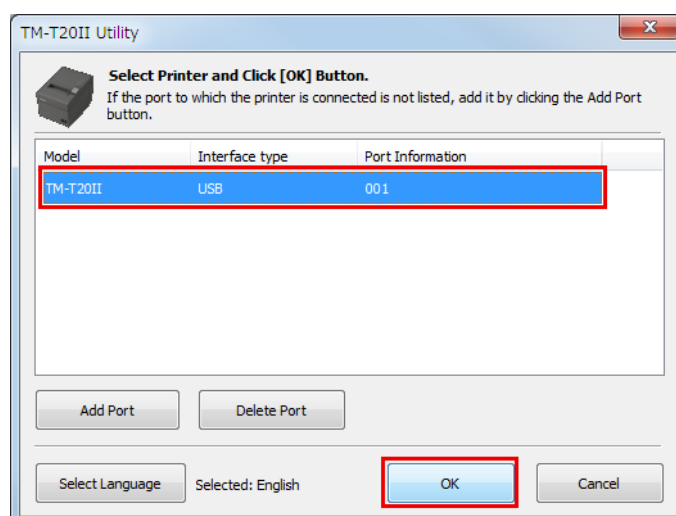 TM-T20II Utility
Select Printer and Click [OK] Button.
If the port to which the printer is connected is not listed, add it by clicking the Add Port
button.
Model Interface type Port Information
TM-T20II USB 001
Add Port Delete Port
Select Language Selected: English OK Cancel